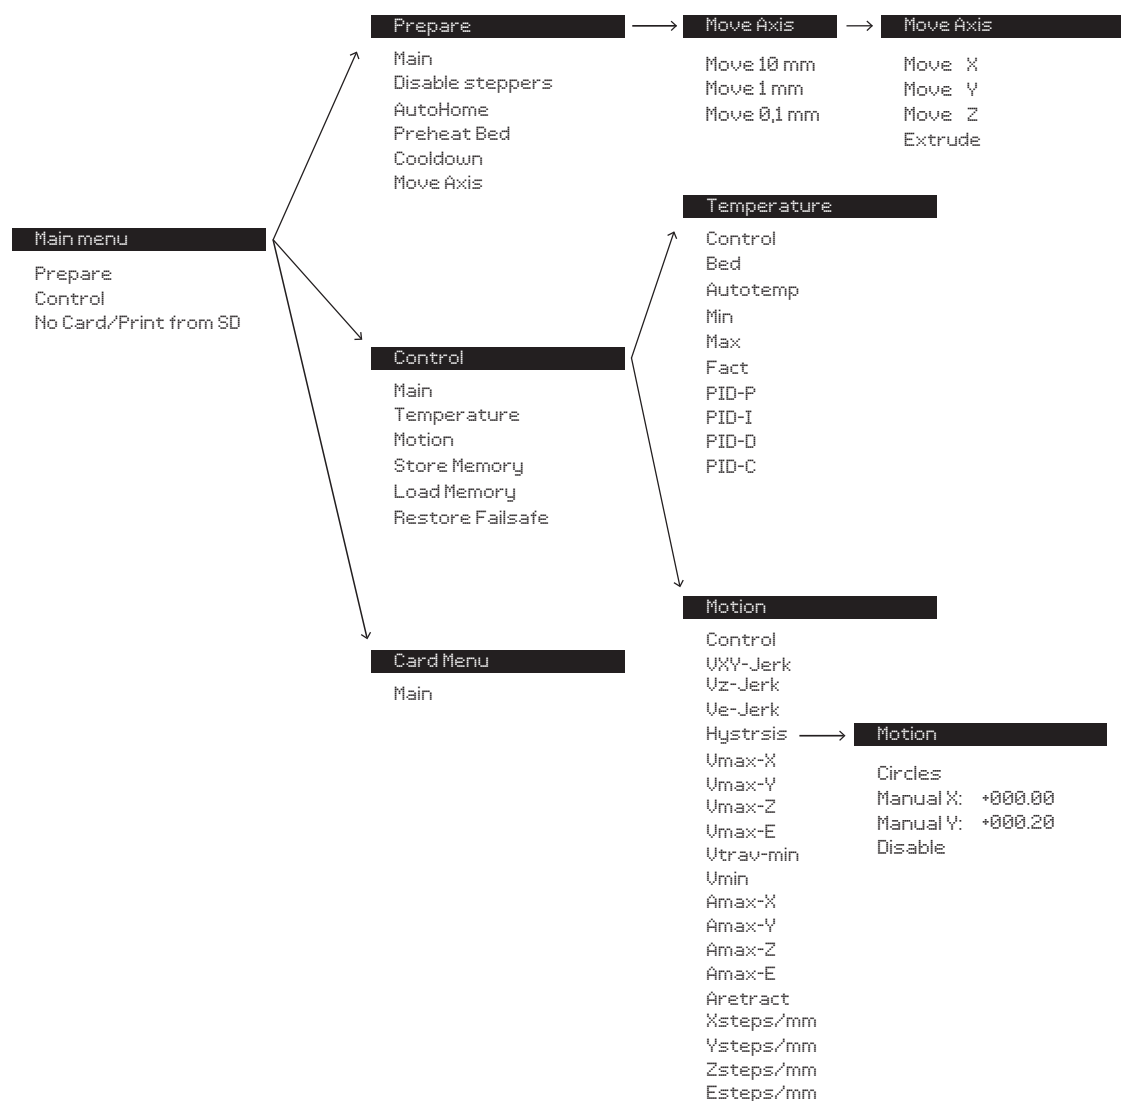 Main menu
Prepare
Control
No Card/Print from SD
Prepare
Main
Disable steppers
AutoHome
Preheat Bed
Cooldown
Move Axis
Move Axis
Move 10 mm
Move 1 mm
Move 0,1 mm
Move Axis
Move X
Move Y
Move Z
Extrude
Control
Main
Temperature
Motion
Store Memory
Load Memory
Restore Failsafe
Temperature
Control
Bed
Autotemp
Min
Max
Fact
PID-P
PID-I
PID-D
PID-C
Motion
Control
VXY-Jerk
Vz-Jerk
Ve-Jerk
Hystrsis
Vmax-X
Vmax-Y
Vmax-Z
Vmax-E
Vtrav-min
Vmin
Amax-X
Amax-Y
Amax-Z
Amax-E
Aretract
Xsteps/mm
Ysteps/mm
Zsteps/mm
Esteps/mm
Motion
Circles
Manual X: +000.00
Manual Y: +000.20
Disable
Card Menu
Main